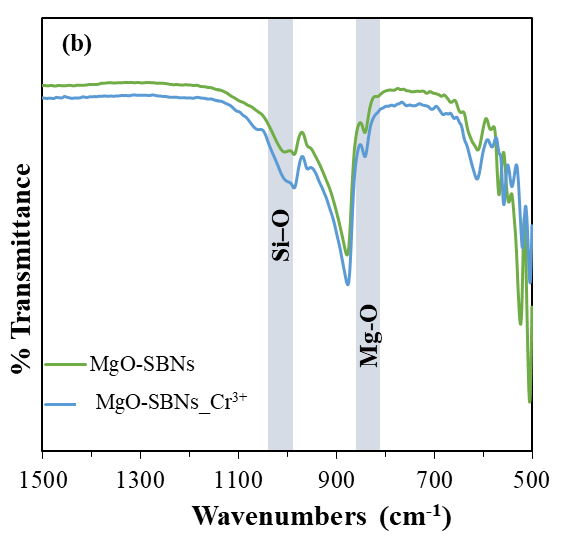 (b)
% Transmittance
Si–O
Mg-O
MgO-SBNs
MgO-SBNs_Cr³⁺
1500 1300 1100 900 700 500
Wavenumbers (cm⁻¹)